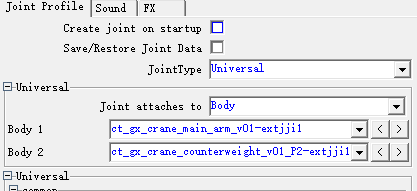 Joint Profile Sound FX
Create joint on startup
Save/Restore Joint Data
JointType Universal
Universal
Joint attaches to Body
Body 1 ct_gx_crane_main_arm_v01-extjji1 < >
Body 2 ct_gx_crane_counterweight_v01_P2-extjji1 < >
Universal
common